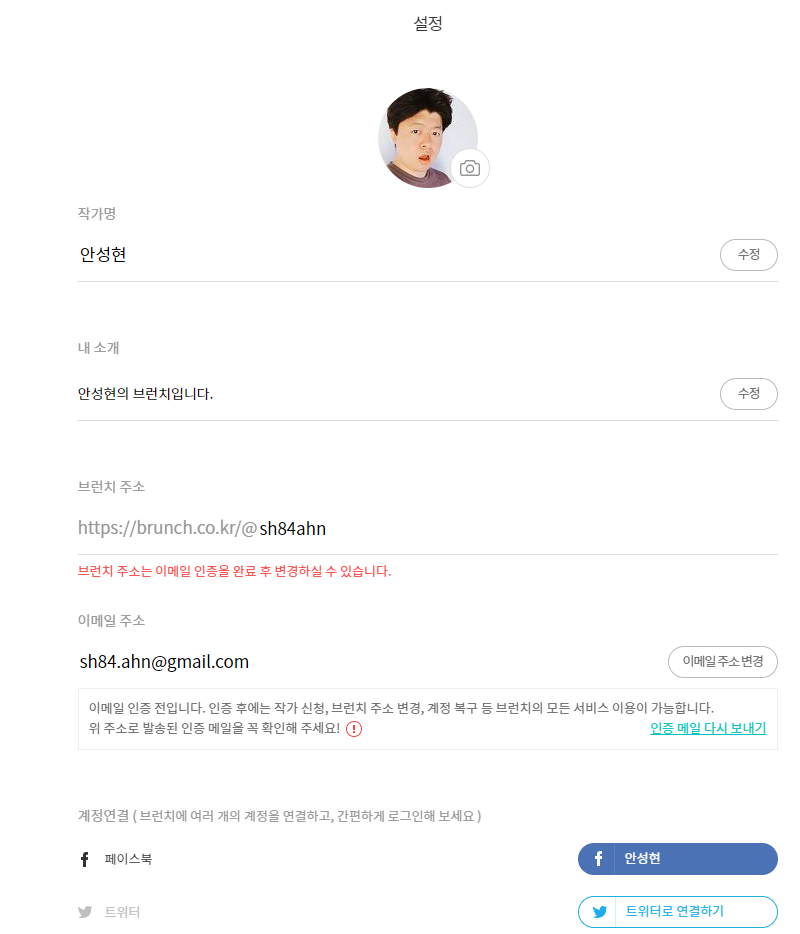 설정
작가명
안성현
수정
내 소개
안성현의 브런치입니다.
수정
브런치 주소
https://brunch.co.kr/@sh84ahn
브런치 주소는 이메일 인증을 완료 후 변경하실 수 있습니다.
이메일 주소
sh84.ahn@gmail.com
이메일 주소 변경
이메일 인증 전입니다. 인증 후에는 작가 신청, 브런치 주소 변경, 계정 복구 등 브런치의 모든 서비스 이용이 가능합니다.
위 주소로 발송된 인증 메일을 꼭 확인해 주세요!
인증 메일 다시 보내기
계정연결 ( 브런치에 여러 개의 계정을 연결하고, 간편하게 로그인해 보세요 )
페이스북
안성현
트위터
트위터로 연결하기